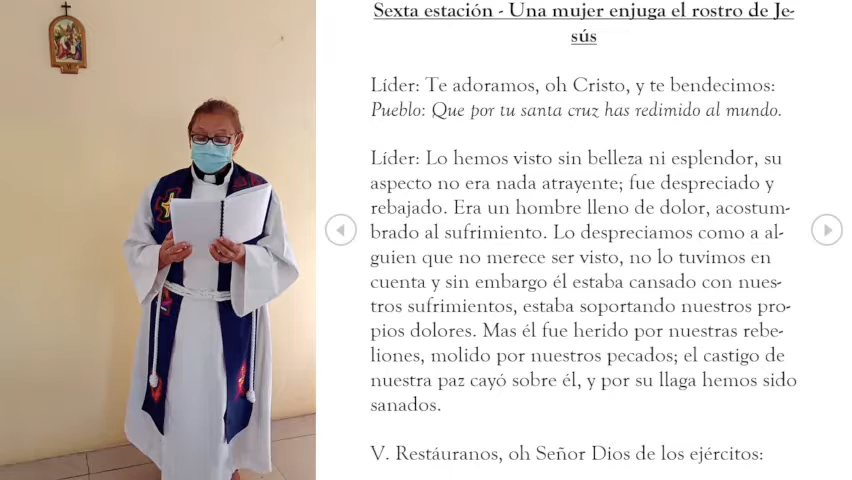 Sexta estación - Una mujer enjuga el rostro de Je-
sús
Líder: Te adoramos, oh Cristo, y te bendecimos:
Pueblo: Que por tu santa cruz has redimido al mundo.
Líder: Lo hemos visto sin belleza ni esplendor, su
aspecto no era nada atrayente; fue despreciado y
rebajado. Era un hombre lleno de dolor, acostum-
brado al sufrimiento. Lo despreciamos como a al-
guien que no merece ser visto, no lo tuvimos en
cuenta y sin embargo él estaba cansado con nues-
tros sufrimientos, estaba soportando nuestros pro-
pios dolores. Mas él fue herido por nuestras rebe-
liones, molido por nuestros pecados; el castigo de
nuestra paz cayó sobre él, y por su llaga hemos sido
sanados.
V. Restáuranos, oh Señor Dios de los ejércitos: